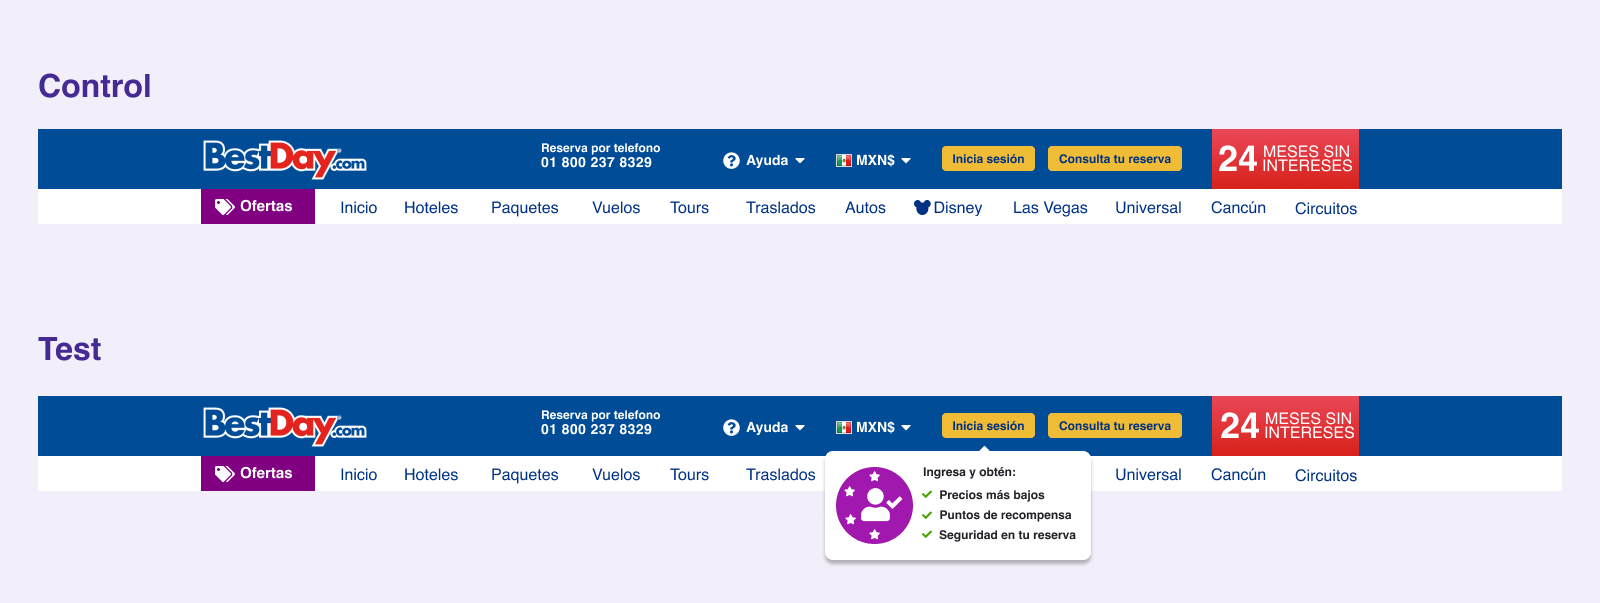 Control
BestDay.com
Reserva por telefono
01 800 237 8329
Ayuda
MXN$
Inicia sesión
Consulta tu reserva
24 MESES SIN
INTERESES
Ofertas
Inicio
Hoteles
Paquetes
Vuelos
Tours
Traslados
Autos
Disney
Las Vegas
Universal
Cancún
Circuitos
Test
BestDay.com
Reserva por telefono
01 800 237 8329
Ayuda
MXN$
Inicia sesión
Consulta tu reserva
24 MESES SIN
INTERESES
Ofertas
Inicio
Hoteles
Paquetes
Vuelos
Tours
Traslados
Universal
Cancún
Circuitos
Ingresa y obtén:
Precios más bajos
Puntos de recompensa
Seguridad en tu reserva